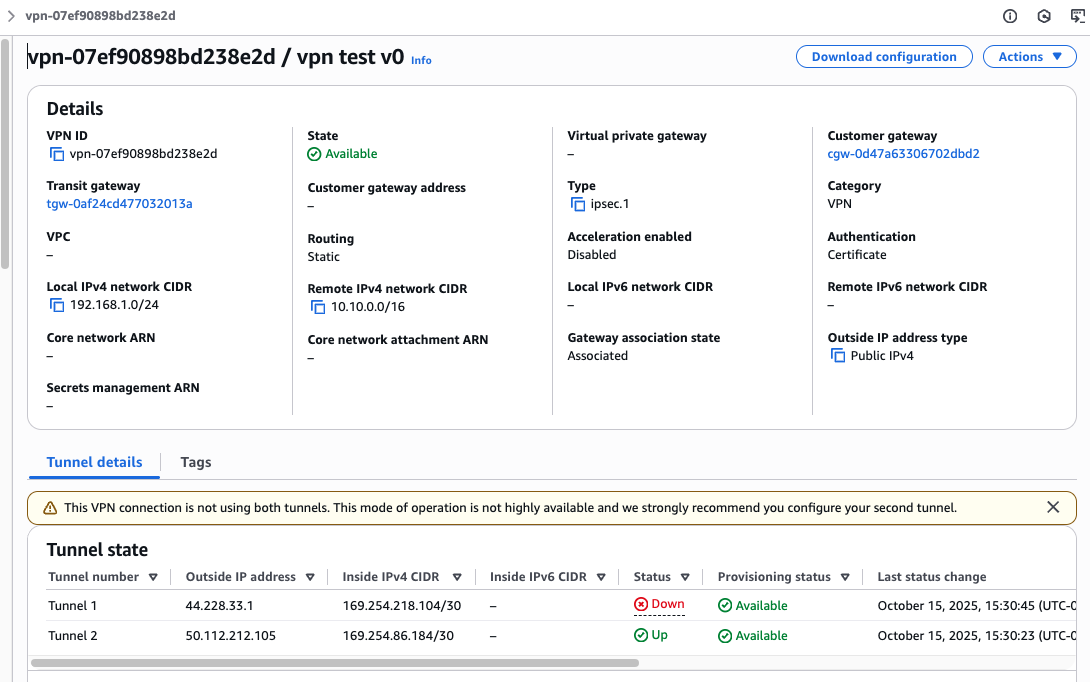 vpn-07ef90898bd238e2d
vpn-07ef90898bd238e2d / vpn test v0 Info
Download configuration
Actions
Details
VPN ID
vpn-07ef90898bd238e2d
State
Available
Virtual private gateway
–
Customer gateway
cgw-0d47a63306702dbd2
Transit gateway
tgw-0af24cd477032013a
Customer gateway address
–
Type
ipsec.1
Category
VPN
VPC
–
Routing
Static
Acceleration enabled
Disabled
Authentication
Certificate
Local IPv4 network CIDR
192.168.1.0/24
Remote IPv4 network CIDR
10.10.0.0/16
Local IPv6 network CIDR
–
Remote IPv6 network CIDR
–
Core network ARN
–
Core network attachment ARN
–
Gateway association state
Associated
Outside IP address type
Public IPv4
Secrets management ARN
–
Tunnel details
Tags
This VPN connection is not using both tunnels. This mode of operation is not highly available and we strongly recommend you configure your second tunnel.
Tunnel state
Tunnel number Outside IP address Inside IPv4 CIDR Inside IPv6 CIDR Status Provisioning status Last status change
Tunnel 1 44.228.33.1 169.254.218.104/30 – Down Available October 15, 2025, 15:30:45 (UTC-0
Tunnel 2 50.112.212.105 169.254.86.184/30 – Up Available October 15, 2025, 15:30:23 (UTC-0